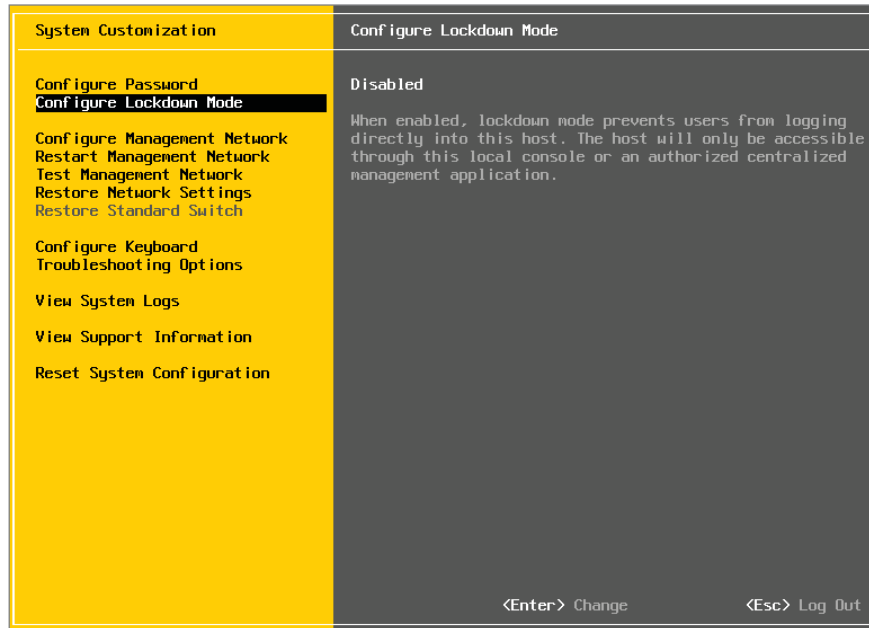 System Customization
Configure Password
Configure Lockdown Mode
Configure Management Network
Restart Management Network
Test Management Network
Restore Network Settings
Restore Standard Switch
Configure Keyboard
Troubleshooting Options
View System Logs
View Support Information
Reset System Configuration
Configure Lockdown Mode
Disabled
When enabled, lockdown mode prevents users from logging
directly into this host. The host will only be accessible
through this local console or an authorized centralized
management application.
<Enter> Change
<Esc> Log Out